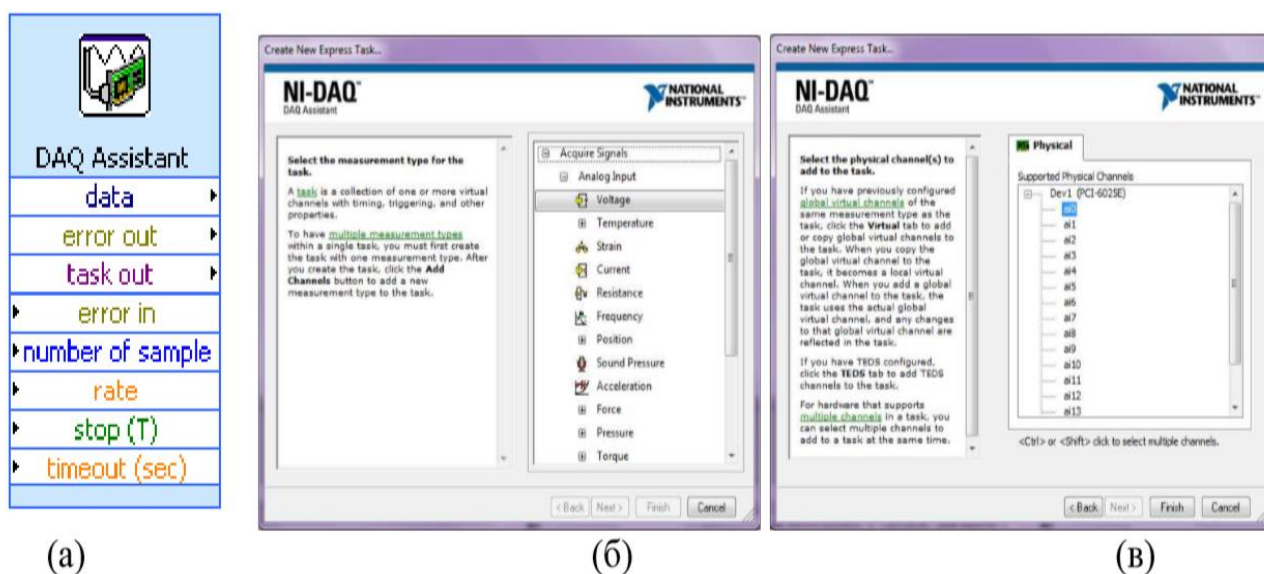 DAQ Assistant
data
error out
task out
error in
number of sample
rate
stop (T)
timeout (sec)
(а)
Create New Express Task...
NI-DAQ™
DAQ Assistant
NATIONAL
INSTRUMENTS™
Select the measurement type for the
task.
A task is a collection of one or more virtual
channels with timing, triggering, and other
properties.
To have multiple measurement types
within a single task, you must first create
the task with one measurement type. After
you create the task, click the Add
Channels button to add a new
measurement type to the task.
Acquire Signals
Analog Input
Voltage
Temperature
Strain
Current
Resistance
Frequency
Position
Sound Pressure
Acceleration
Force
Pressure
Torque
< Back
Next >
Finish
Cancel
(б)
Create New Express Task...
NI-DAQ™
DAQ Assistant
NATIONAL
INSTRUMENTS™
Select the physical channel(s) to
add to the task.
If you have previously configured
global virtual channels of the
same measurement type as the
task, click the Virtual tab to add
or copy global virtual channels to
the task. When you copy the
global virtual channel to the
task, it becomes a local virtual
channel. When you add a global
virtual channel to the task, the
task uses the actual global
virtual channel, and any changes
to that global virtual channel are
reflected in the task.
If you have TEDS configured,
click the TEDS tab to add TEDS
channels to the task.
For hardware that supports
multiple channels in a task, you
can select multiple channels to
add to a task at the same time.
Physical
Supported Physical Channels
Dev1 (PCI-6025E)
ai0
ai1
ai2
ai3
ai4
ai5
ai6
ai7
ai8
ai9
ai10
ai11
ai12
ai13
<Ctrl> or <Shift> click to select multiple channels.
< Back
Next >
Finish
Cancel
(в)